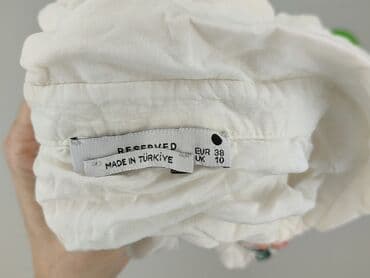 RESERVED
MADE IN TÜRKİYE
EUR 38
UK 10